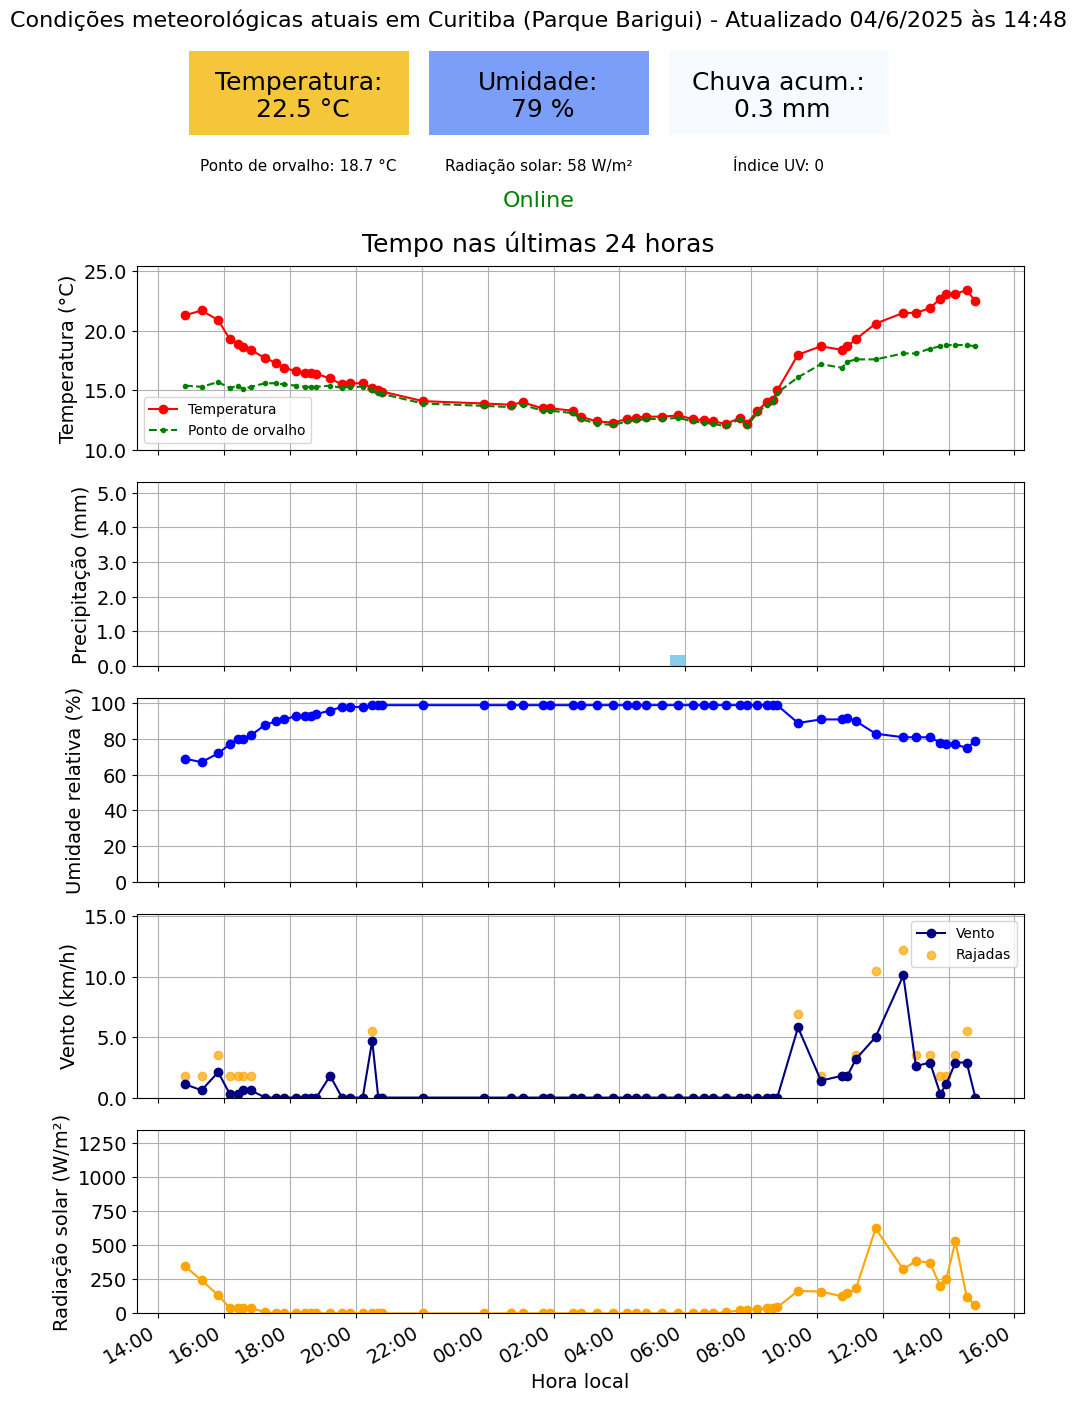 Condições meteorológicas atuais em Curitiba (Parque Barigui) - Atualizado 04/6/2025 às 14:48
Temperatura:
22.5 °C
Umidade:
79 %
Chuva acum.:
0.3 mm
Ponto de orvalho: 18.7 °C
Radiação solar: 58 W/m²
Índice UV: 0
Online
Tempo nas últimas 24 horas
Temperatura (°C)
25.0
20.0
15.0
10.0
Temperatura
Ponto de orvalho
Precipitação (mm)
5.0
4.0
3.0
2.0
1.0
0.0
Umidade relativa (%)
100
80
60
40
20
0
Vento (km/h)
15.0
10.0
5.0
0.0
Vento
Rajadas
Radiação solar (W/m²)
1250
1000
750
500
250
0
14:00
16:00
18:00
20:00
22:00
00:00
02:00
04:00
06:00
08:00
10:00
12:00
14:00
16:00
Hora local